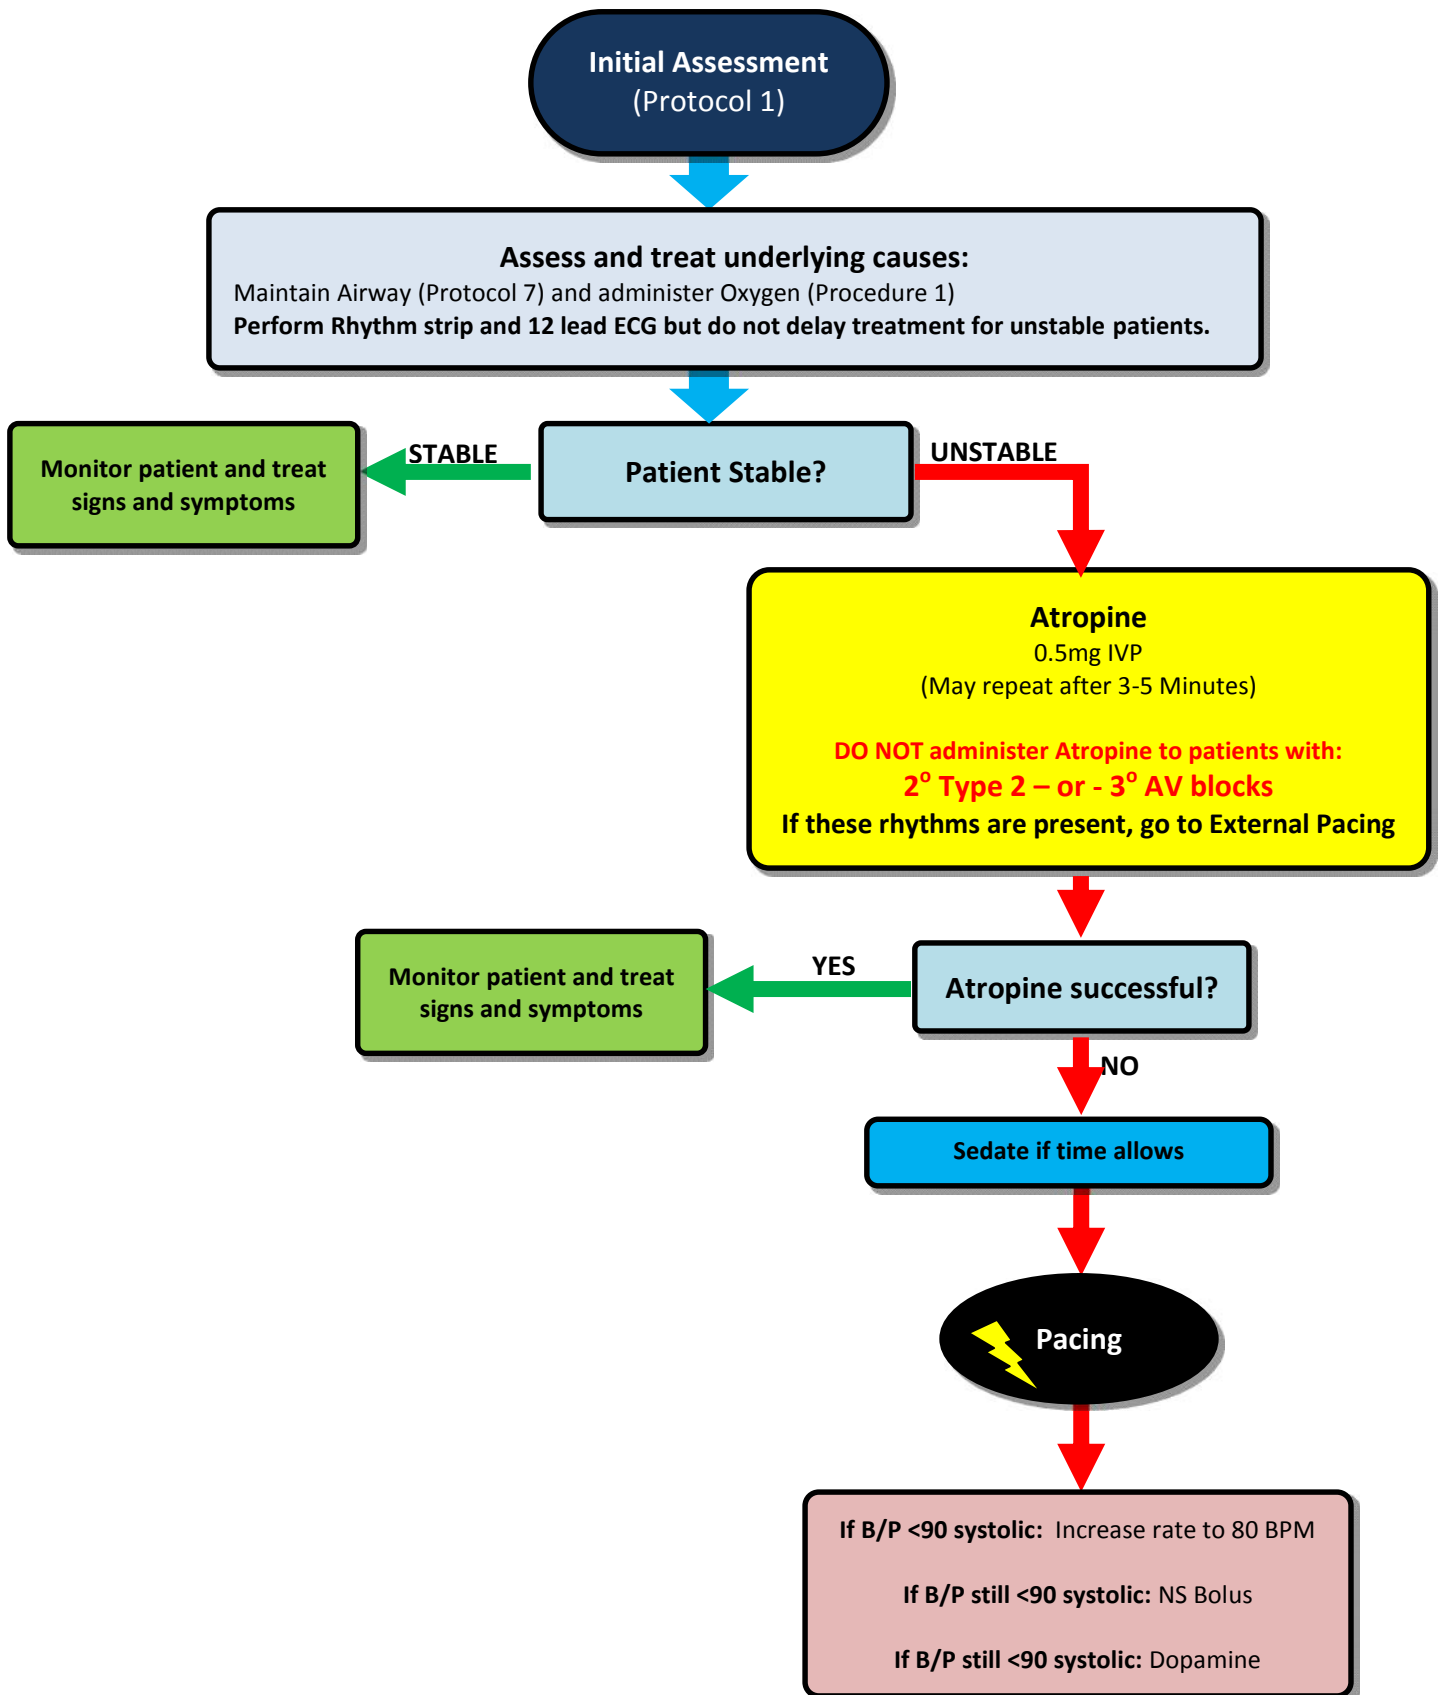 Initial Assessment
(Protocol 1)
Assess and treat underlying causes:
Maintain Airway (Protocol 7) and administer Oxygen (Procedure 1)
Perform Rhythm strip and 12 lead ECG but do not delay treatment for unstable patients.
Monitor patient and treat
signs and symptoms
STABLE
Patient Stable?
UNSTABLE
Atropine
0.5mg IVP
(May repeat after 3-5 Minutes)
DO NOT administer Atropine to patients with:
2º Type 2 – or - 3º AV blocks
If these rhythms are present, go to External Pacing
Monitor patient and treat
signs and symptoms
YES
Atropine successful?
NO
Sedate if time allows
Pacing
If B/P <90 systolic: Increase rate to 80 BPM
If B/P still <90 systolic: NS Bolus
If B/P still <90 systolic: Dopamine